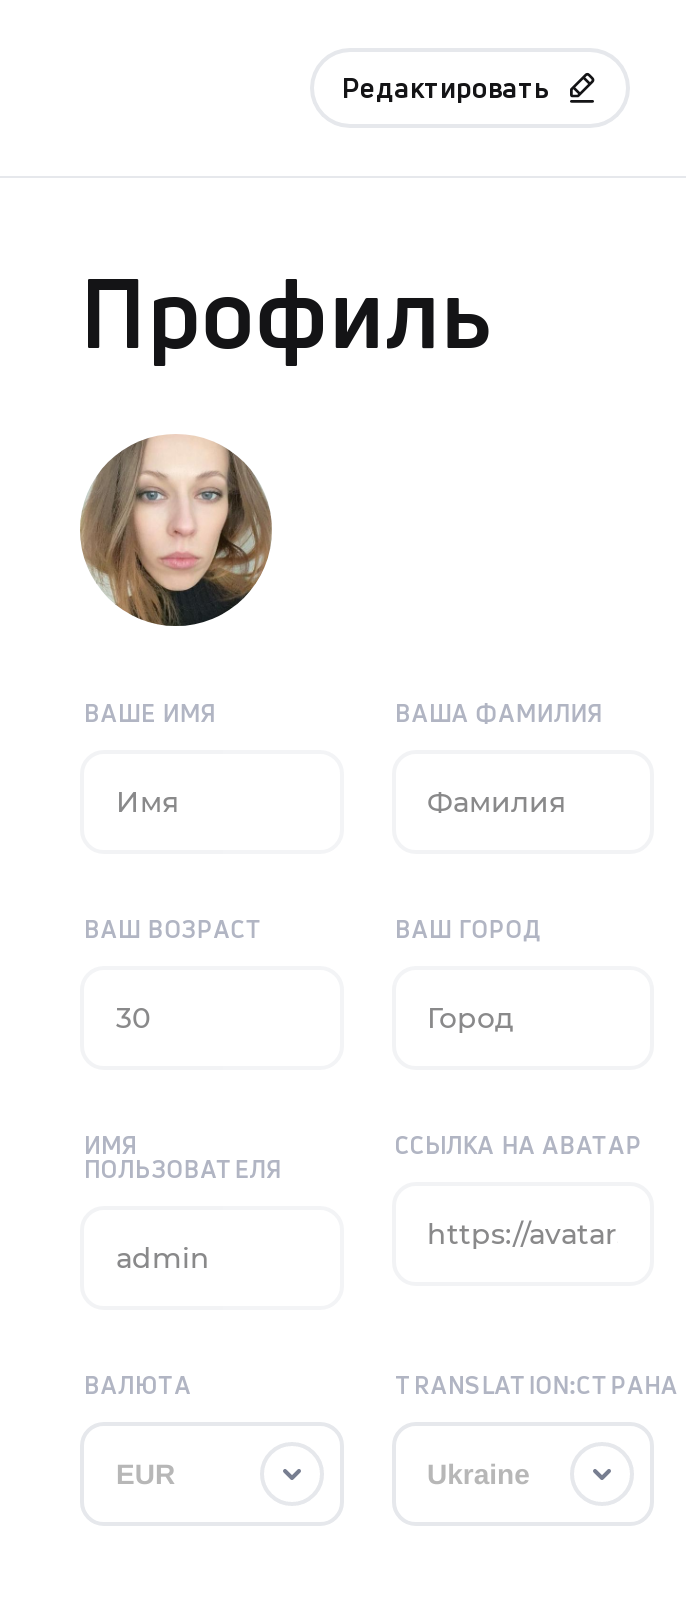 Редактировать
Профиль
ВАШЕ ИМЯ
ВАША ФАМИЛИЯ
Имя
Фамилия
ВАШ ВОЗРАСТ
ВАШ ГОРОД
30
Город
ИМЯ
ПОЛЬЗОВАТЕЛЯ
ССЫЛКА НА АВАТАР
admin
https://avatar
ВАЛЮТА
TRANSLATION:СТРАНА
EUR
Ukraine